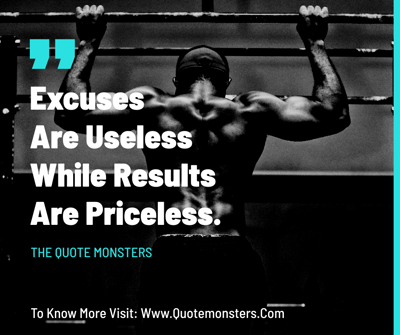 Excuses
Are Useless
While Results
Are Priceless.
THE QUOTE MONSTERS
To Know More Visit: Www.Quotemonsters.Com